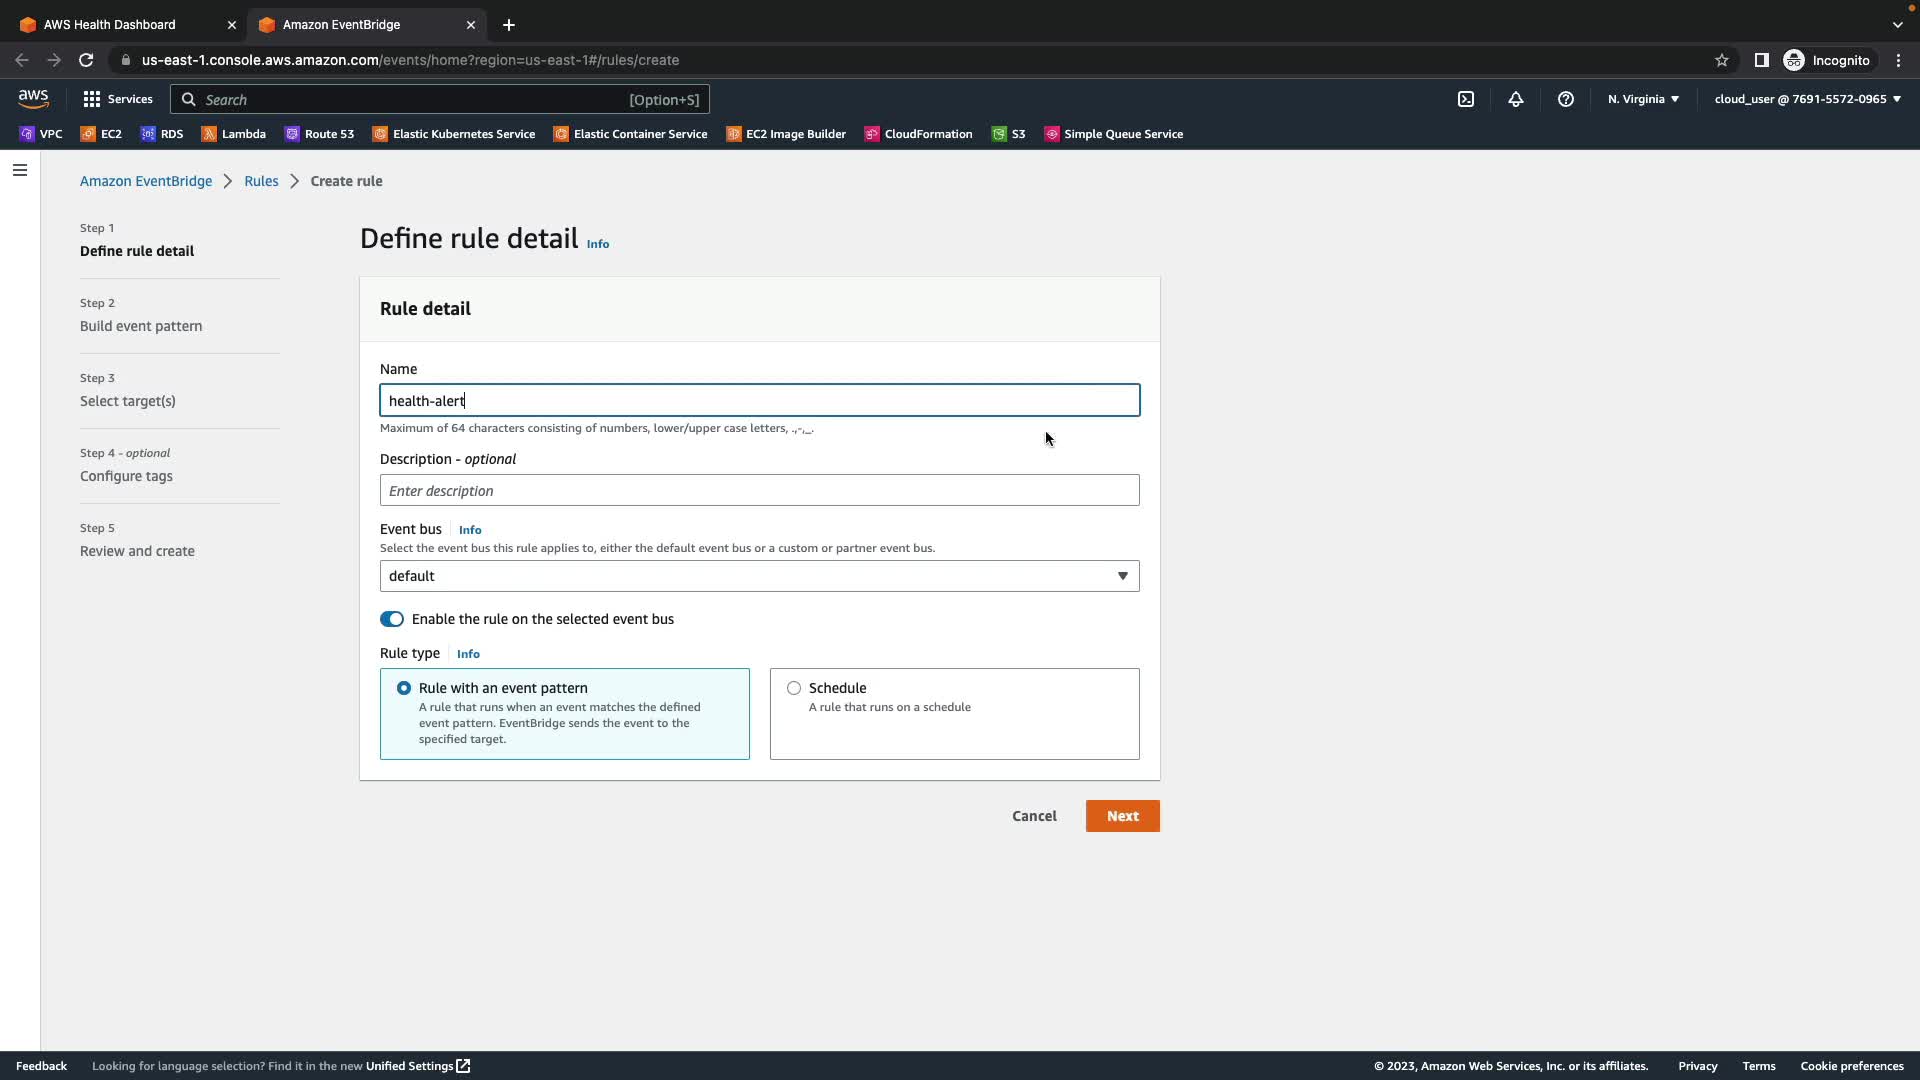 AWS Health Dashboard
Amazon EventBridge
us-east-1.console.aws.amazon.com/events/home?region=us-east-1#/rules/create
Incognito
aws
Services
Search
[Option+S]
N. Virginia
cloud_user @ 7691-5572-0965
VPC
EC2
RDS
Lambda
Route 53
Elastic Kubernetes Service
Elastic Container Service
EC2 Image Builder
CloudFormation
S3
Simple Queue Service
Amazon EventBridge
Rules
Create rule
Step 1
Define rule detail
Step 2
Build event pattern
Step 3
Select target(s)
Step 4 - optional
Configure tags
Step 5
Review and create
Define rule detail Info
Rule detail
Name
health-alert
Maximum of 64 characters consisting of numbers, lower/upper case letters, .,-,_.
Description - optional
Enter description
Event bus Info
Select the event bus this rule applies to, either the default event bus or a custom or partner event bus.
default
Enable the rule on the selected event bus
Rule type Info
Rule with an event pattern
A rule that runs when an event matches the defined
event pattern. EventBridge sends the event to the
specified target.
Schedule
A rule that runs on a schedule
Cancel
Next
Feedback
Looking for language selection? Find it in the new Unified Settings
© 2023, Amazon Web Services, Inc. or its affiliates.
Privacy
Terms
Cookie preferences